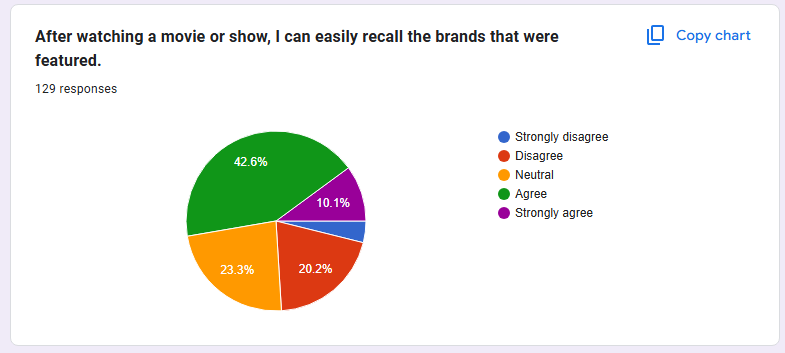 After watching a movie or show, I can easily recall the brands that were
featured.
Copy chart
129 responses
42.6%
10.1%
23.3%
20.2%
Strongly disagree
Disagree
Neutral
Agree
Strongly agree